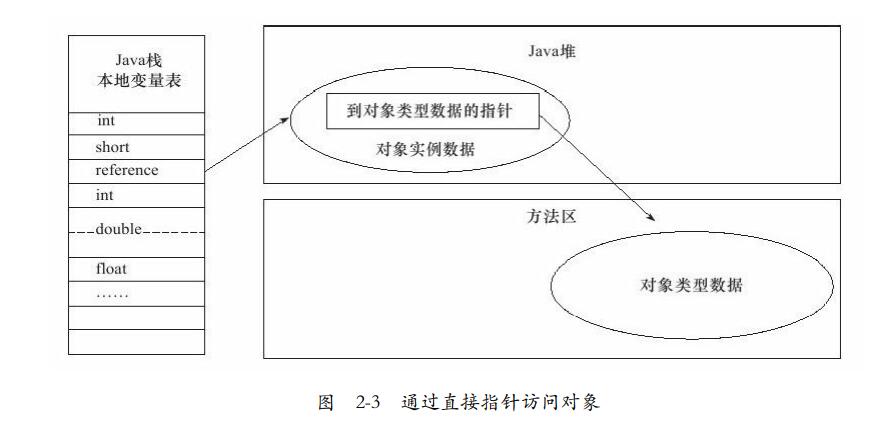 Java栈
本地变量表
int
short
reference
int
double
float
……
Java堆
到对象类型数据的指针
对象实例数据
方法区
对象类型数据
图 2-3 通过直接指针访问对象